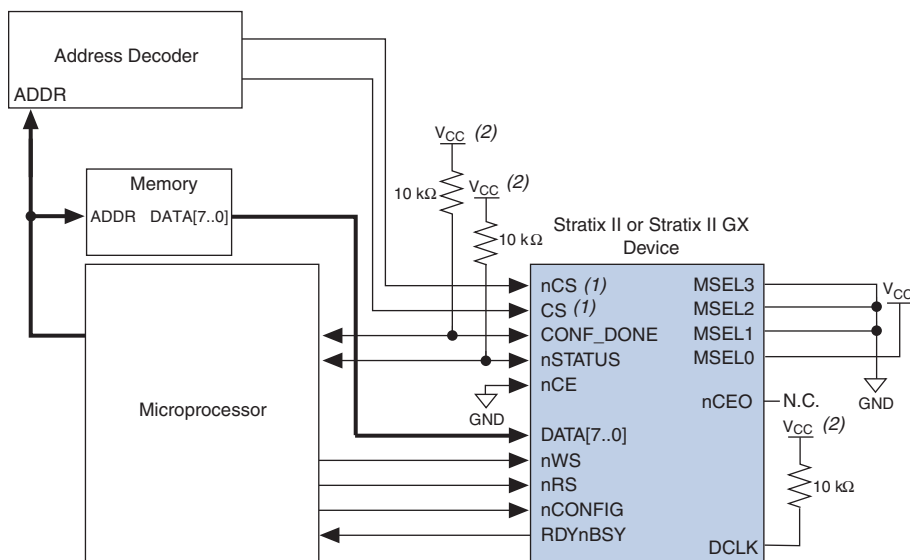 Address Decoder
ADDR
VCC (2)
VCC (2)
10 kΩ
10 kΩ
Memory
ADDR DATA[7..0]
Stratix II or Stratix II GX
Device
Microprocessor
nCS (1)
CS (1)
CONF_DONE
nSTATUS
nCE
GND
DATA[7..0]
nWS
nRS
nCONFIG
RDYnBSY
MSEL3
MSEL2
MSEL1
MSEL0
VCC
GND
nCEO
N.C.
VCC (2)
10 kΩ
DCLK